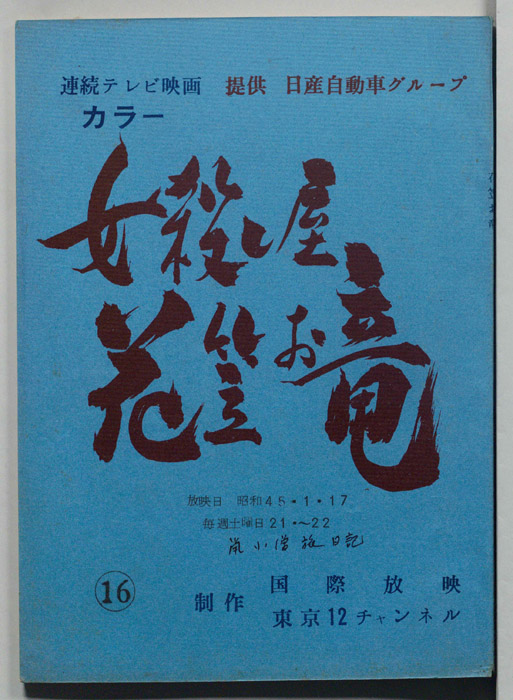 連続テレビ映画 提供 日産自動車グループ
カラー
女殺し屋
花笠お竜
放映日 昭和45・1・17
毎週土曜日21・~22
鼠小僧旅日記
16
制作 国際放映
東京12チャンネル